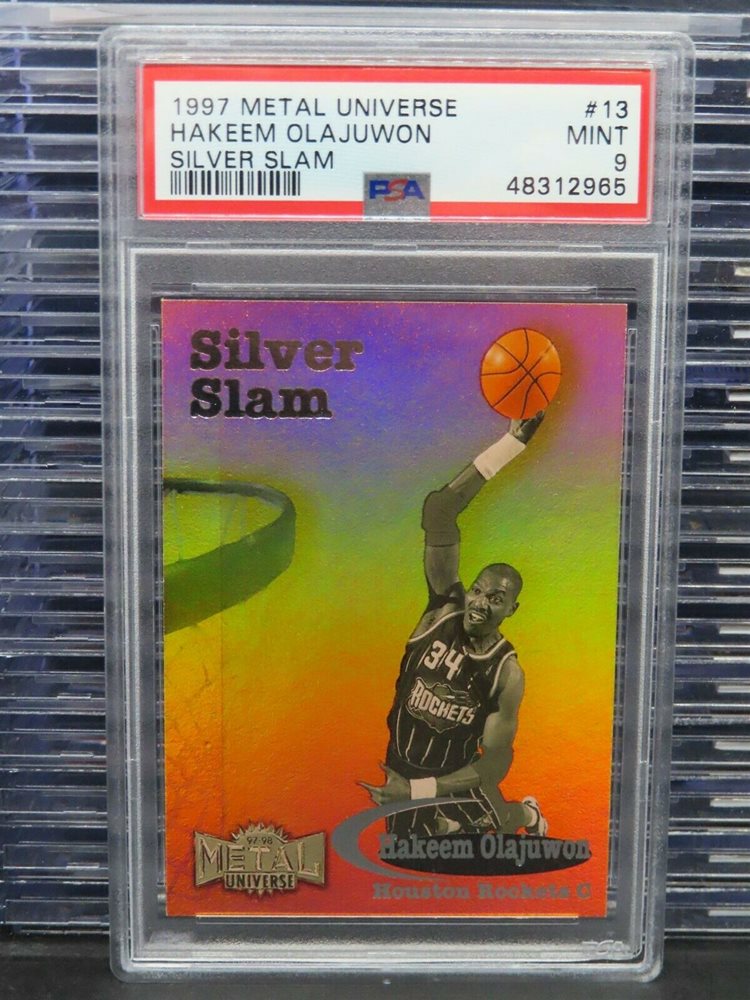 1997 METAL UNIVERSE #13
HAKEEM OLAJUWON MINT
SILVER SLAM 9
PSA 48312965
Silver
Slam
34
ROCKETS
97-98
METAL
UNIVERSE
Hakeem Olajuwon
Houston Rockets C
PSA